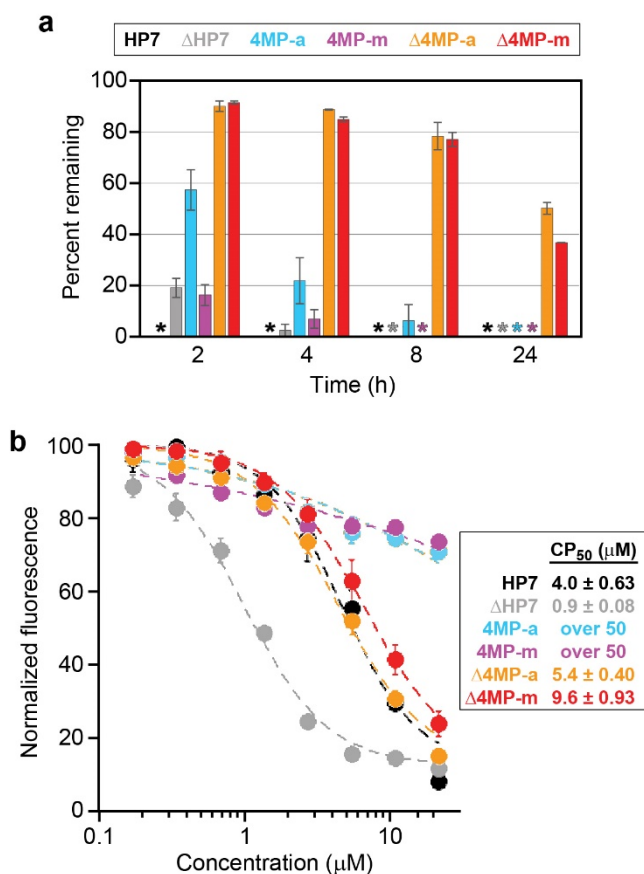 a
HP7 ΔHP7 4MP-a 4MP-m Δ4MP-a Δ4MP-m
100
80
60
40
20
0
Percent remaining
* * * * * * * * *
2 4 8 24
Time (h)
b
100
80
60
40
20
0
Normalized fluorescence
0.1 1 10
Concentration (μM)
CP50 (μM)
HP7 4.0 ± 0.63
ΔHP7 0.9 ± 0.08
4MP-a over 50
4MP-m over 50
Δ4MP-a 5.4 ± 0.40
Δ4MP-m 9.6 ± 0.93